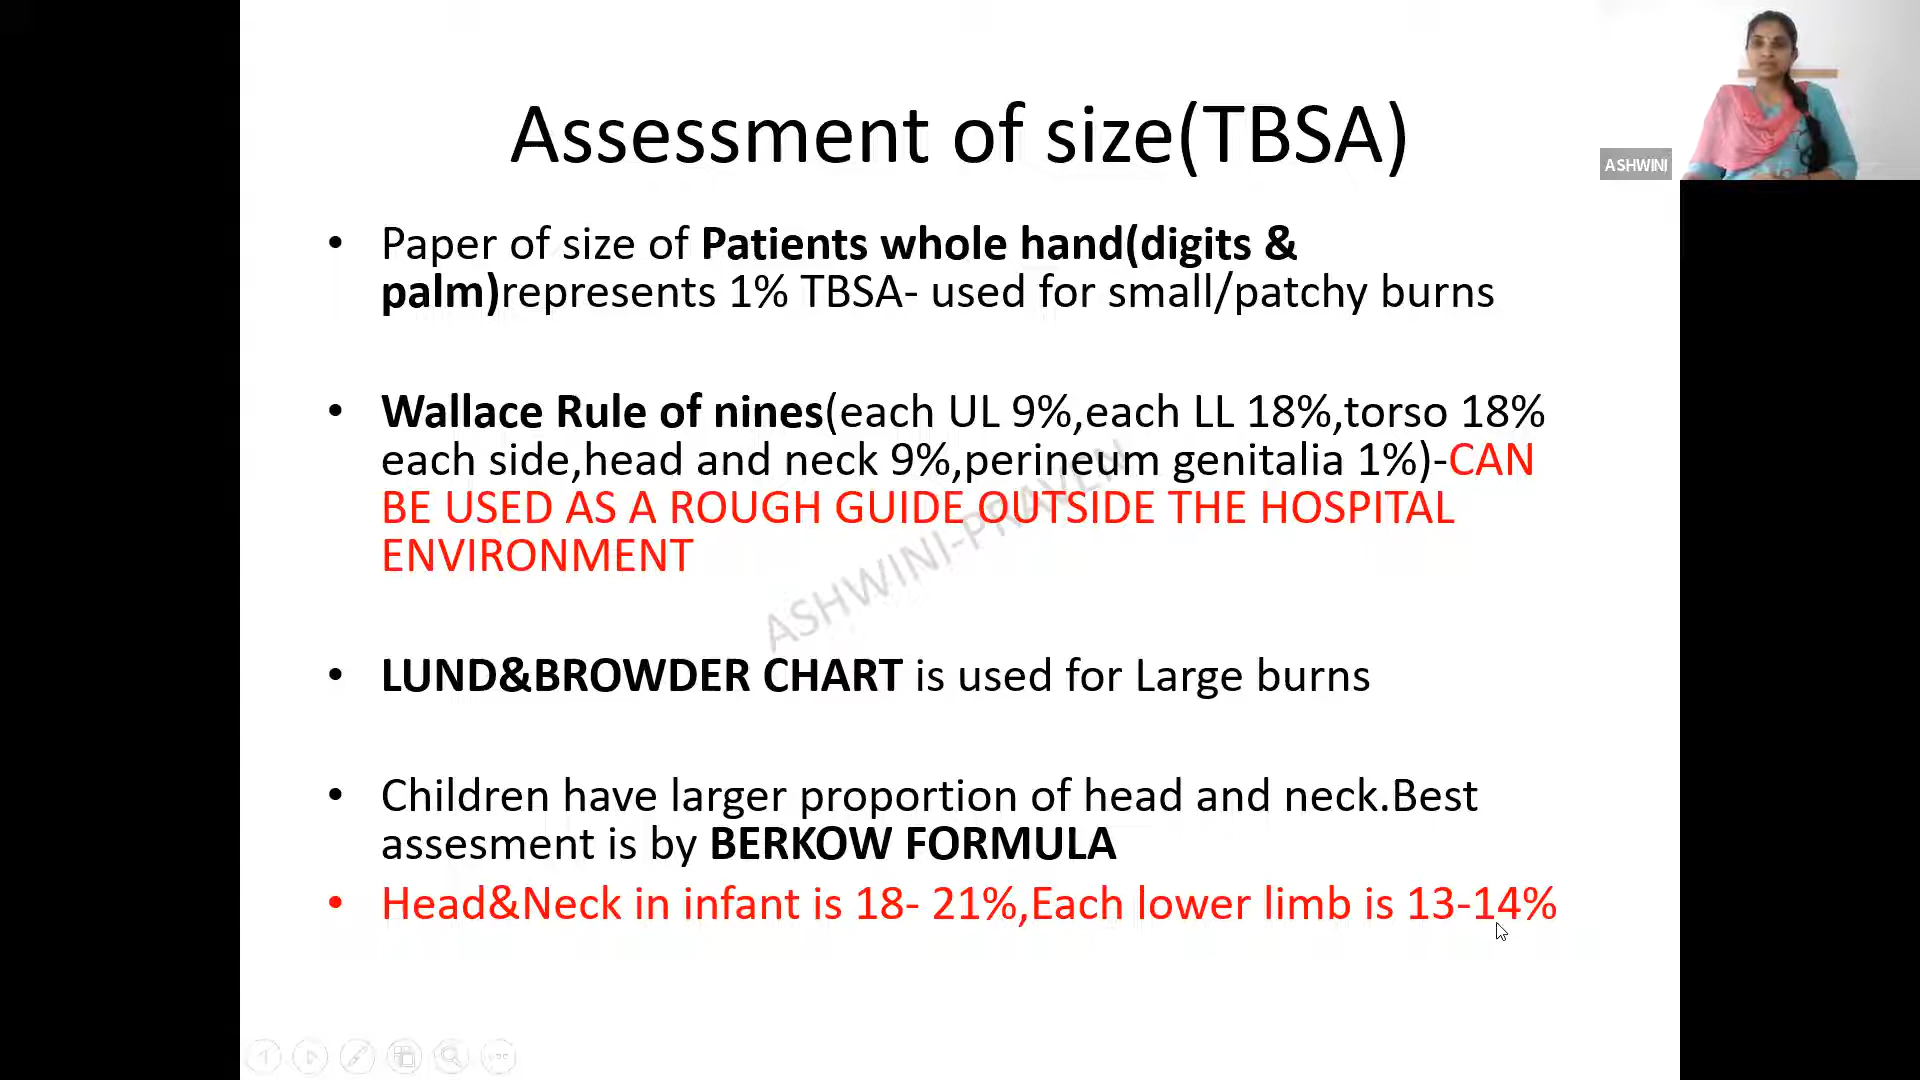 ASHWINI
Assessment of size(TBSA)
• Paper of size of Patients whole hand(digits &
palm)represents 1% TBSA- used for small/patchy burns
• Wallace Rule of nines(each UL 9%,each LL 18%,torso 18%
each side,head and neck 9%,perineum genitalia 1%)-CAN
BE USED AS A ROUGH GUIDE OUTSIDE THE HOSPITAL
ENVIRONMENT
ASHWINI-PRAVEN
• LUND&BROWDER CHART is used for Large burns
• Children have larger proportion of head and neck.Best
assesment is by BERKOW FORMULA
• Head&Neck in infant is 18- 21%,Each lower limb is 13-14%